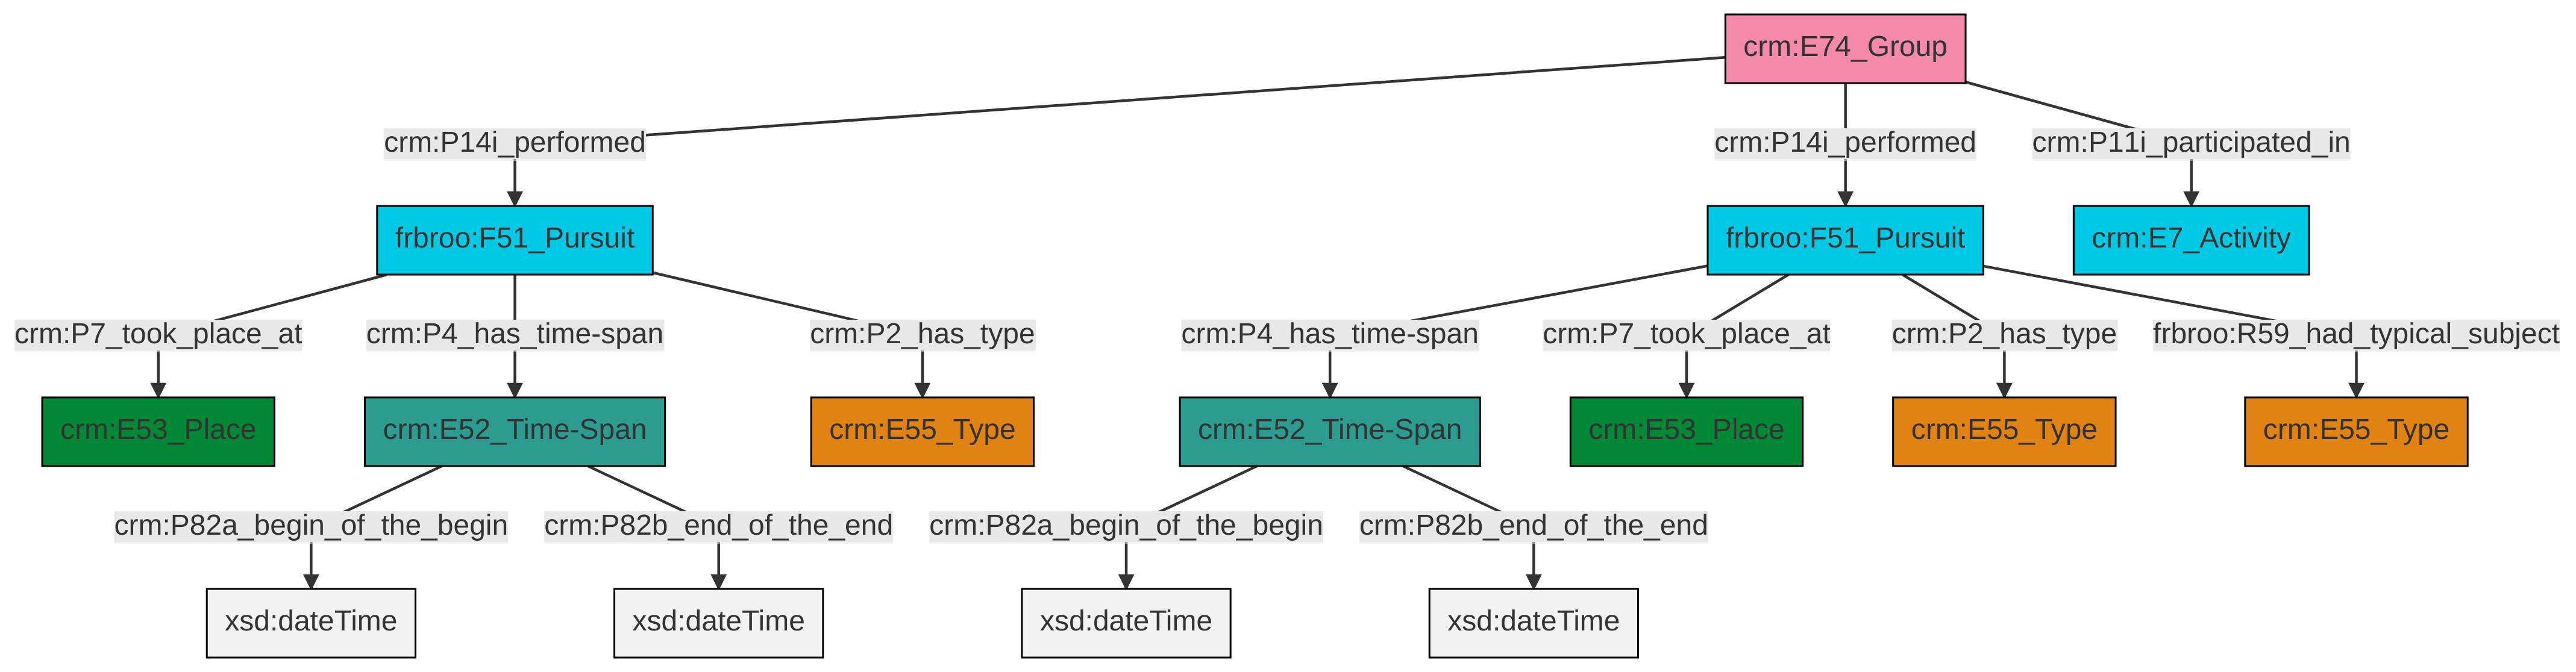 crm:E74_Group
crm:P14i_performed
crm:P14i_performed
crm:P11i_participated_in
frbroo:F51_Pursuit
frbroo:F51_Pursuit
crm:E7_Activity
crm:P7_took_place_at
crm:P4_has_time-span
crm:P2_has_type
crm:P4_has_time-span
crm:P7_took_place_at
crm:P2_has_type
frbroo:R59_had_typical_subject
crm:E53_Place
crm:E52_Time-Span
crm:E55_Type
crm:E52_Time-Span
crm:E53_Place
crm:E55_Type
crm:E55_Type
crm:P82a_begin_of_the_begin
crm:P82b_end_of_the_end
crm:P82a_begin_of_the_begin
crm:P82b_end_of_the_end
xsd:dateTime
xsd:dateTime
xsd:dateTime
xsd:dateTime